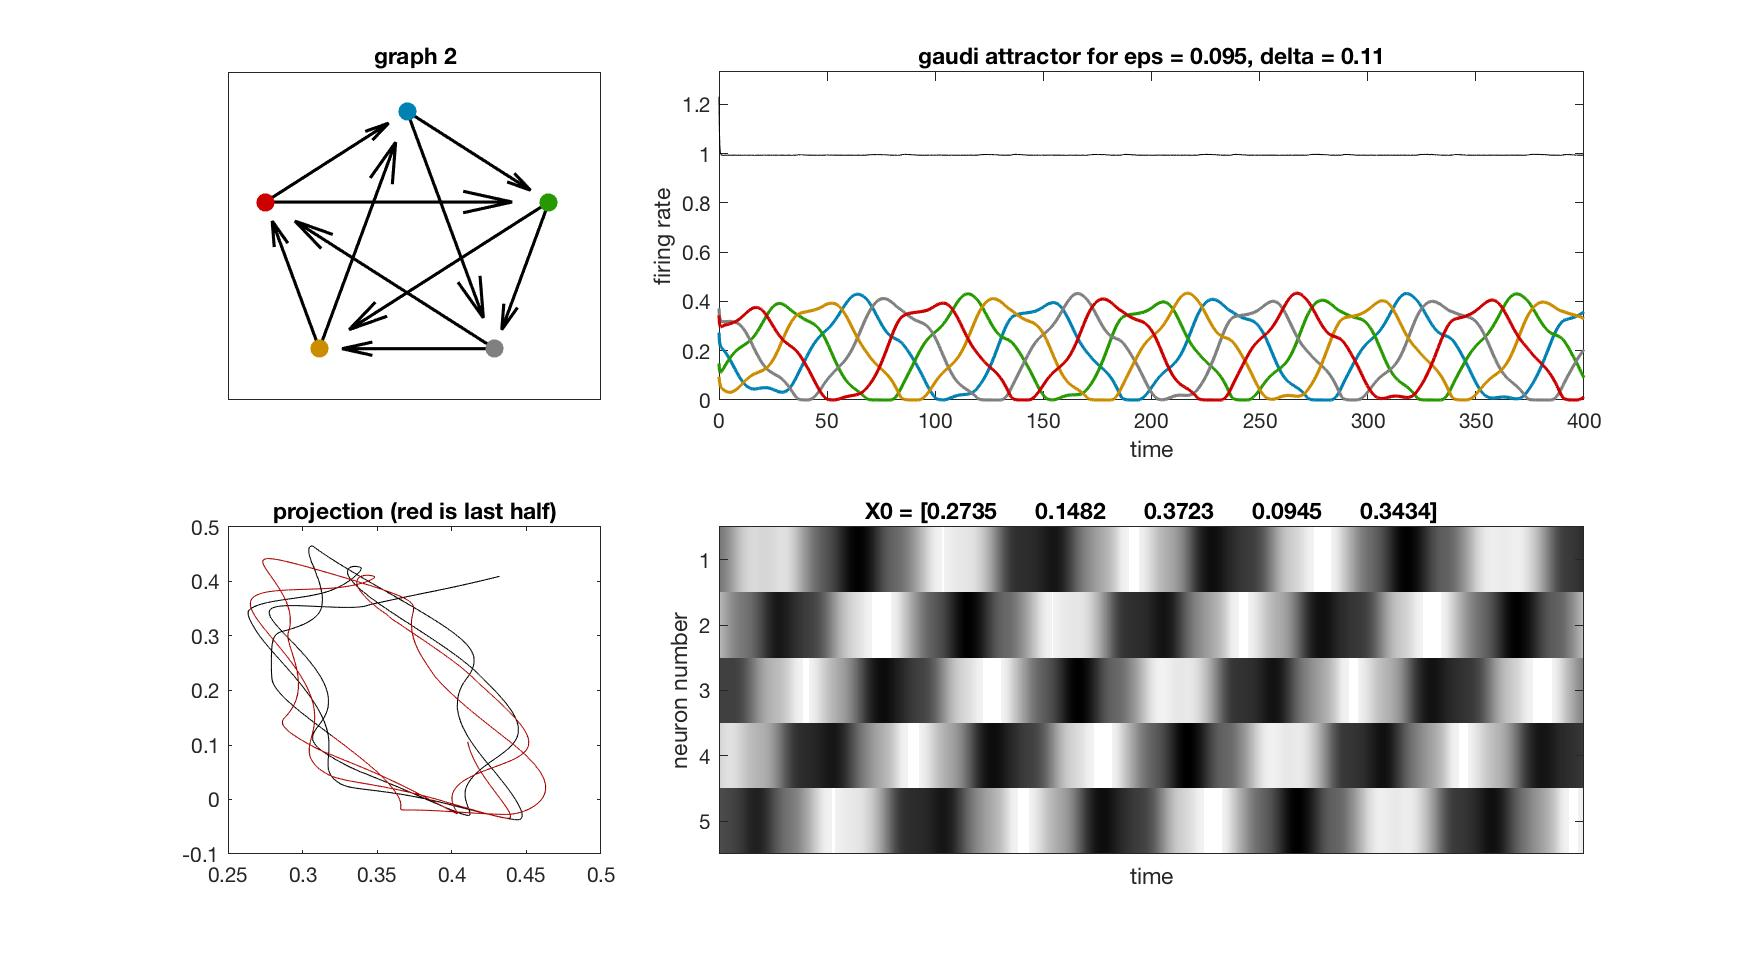 graph 2
gaudi attractor for eps = 0.095, delta = 0.11
1.2
1
0.8
0.6
0.4
0.2
0
firing rate
0 50 100 150 200 250 300 350 400
time
projection (red is last half)
0.5
0.4
0.3
0.2
0.1
0
-0.1
0.25 0.3 0.35 0.4 0.45 0.5
X0 = [0.2735 0.1482 0.3723 0.0945 0.3434]
1
2
3
4
5
neuron number
time